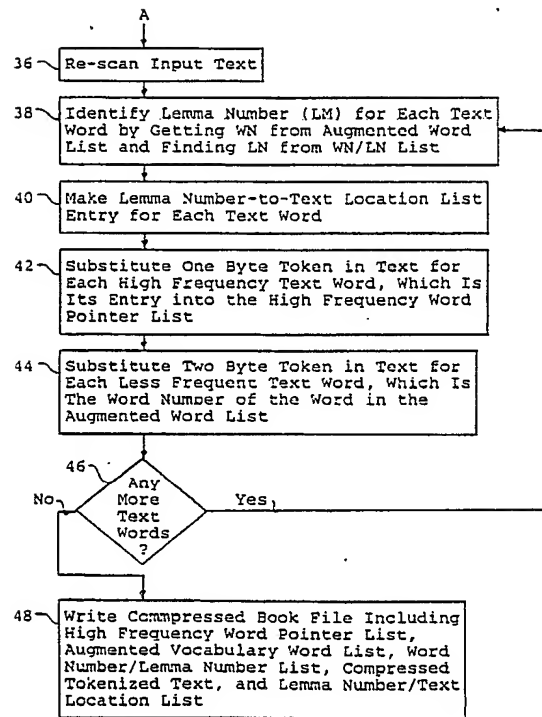 A
36 Re-scan Input Text
38 Identify Lemma Number (LM) for Each Text
Word by Getting WN from Augmented Word
List and Finding LN from WN/LN List
40 Make Lemma Number-to-Text Location List
Entry for Each Text Word
42 Substitute One Byte Token in Text for
Each High Frequency Text Word, Which Is
Its Entry into the High Frequency Word
Pointer List
44 Substitute Two Byte Token in Text for
Each Less Frequent Text Word, Which Is
The Word Number of the Word in the
Augmented Word List
46
Any
More
Text
Words
?
No
Yes
48 Write Commpressed Book File Including
High Frequency Word Pointer List,
Augmented Vocabulary Word List, Word
Number/Lemma Number List, Compressed
Tokenized Text, and Lemma Number/Text
Location List